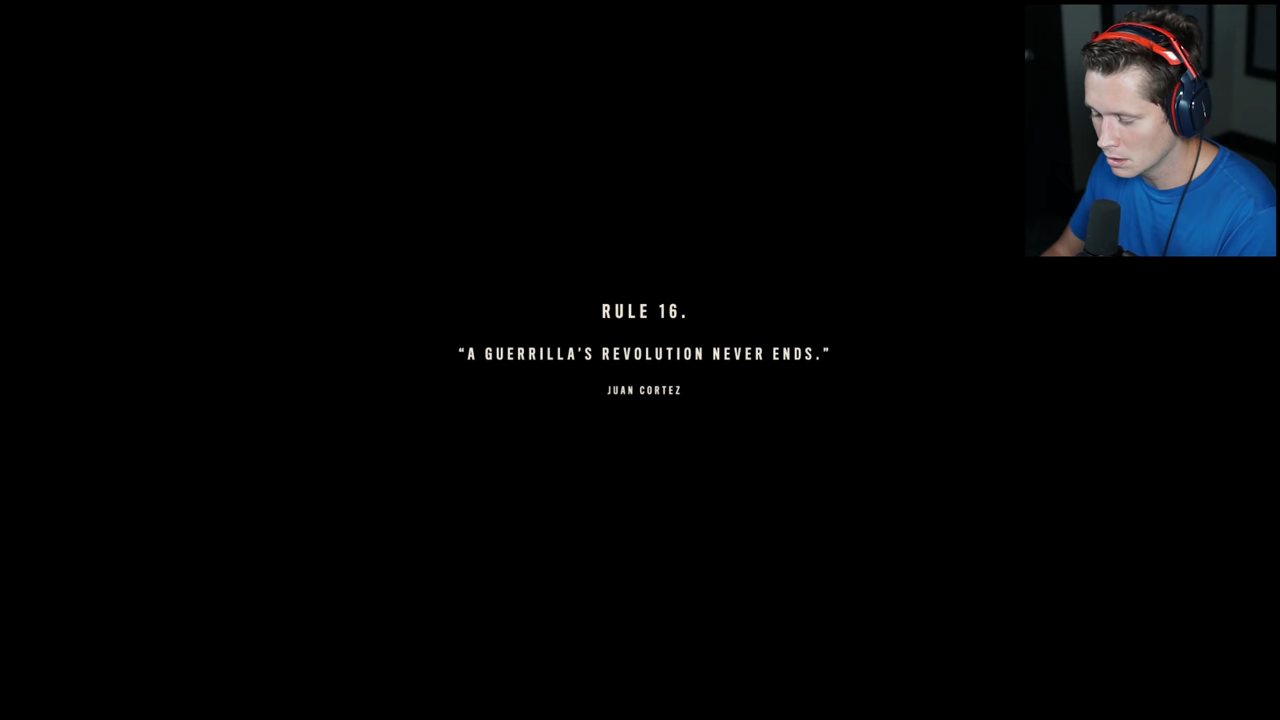 RULE 16.
“A GUERRILLA'S REVOLUTION NEVER ENDS.”
JUAN CORTEZ